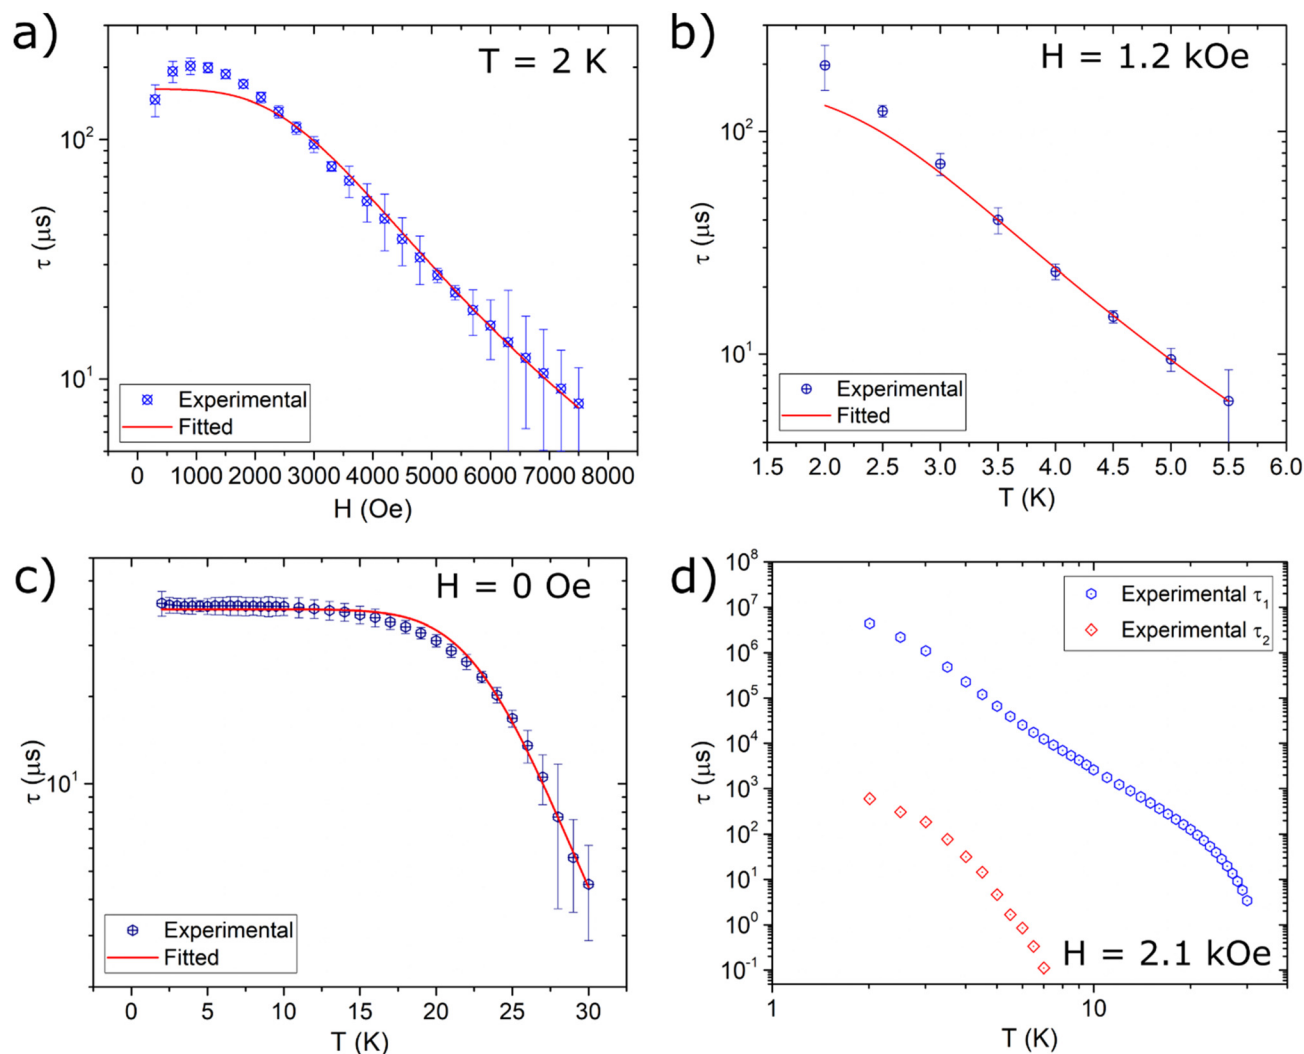 a)
T = 2 K
10²
10¹
τ (μs)
Experimental
Fitted
0 1000 2000 3000 4000 5000 6000 7000 8000
H (Oe)
b)
H = 1.2 kOe
10²
10¹
τ (μs)
Experimental
Fitted
1.5 2.0 2.5 3.0 3.5 4.0 4.5 5.0 5.5 6.0
T (K)
c)
H = 0 Oe
10¹
τ (μs)
Experimental
Fitted
0 5 10 15 20 25 30
T (K)
d)
10⁸
10⁷
10⁶
10⁵
10⁴
10³
10²
10¹
10⁰
10⁻¹
τ (μs)
Experimental τ₁
Experimental τ₂
H = 2.1 kOe
1 10
T (K)